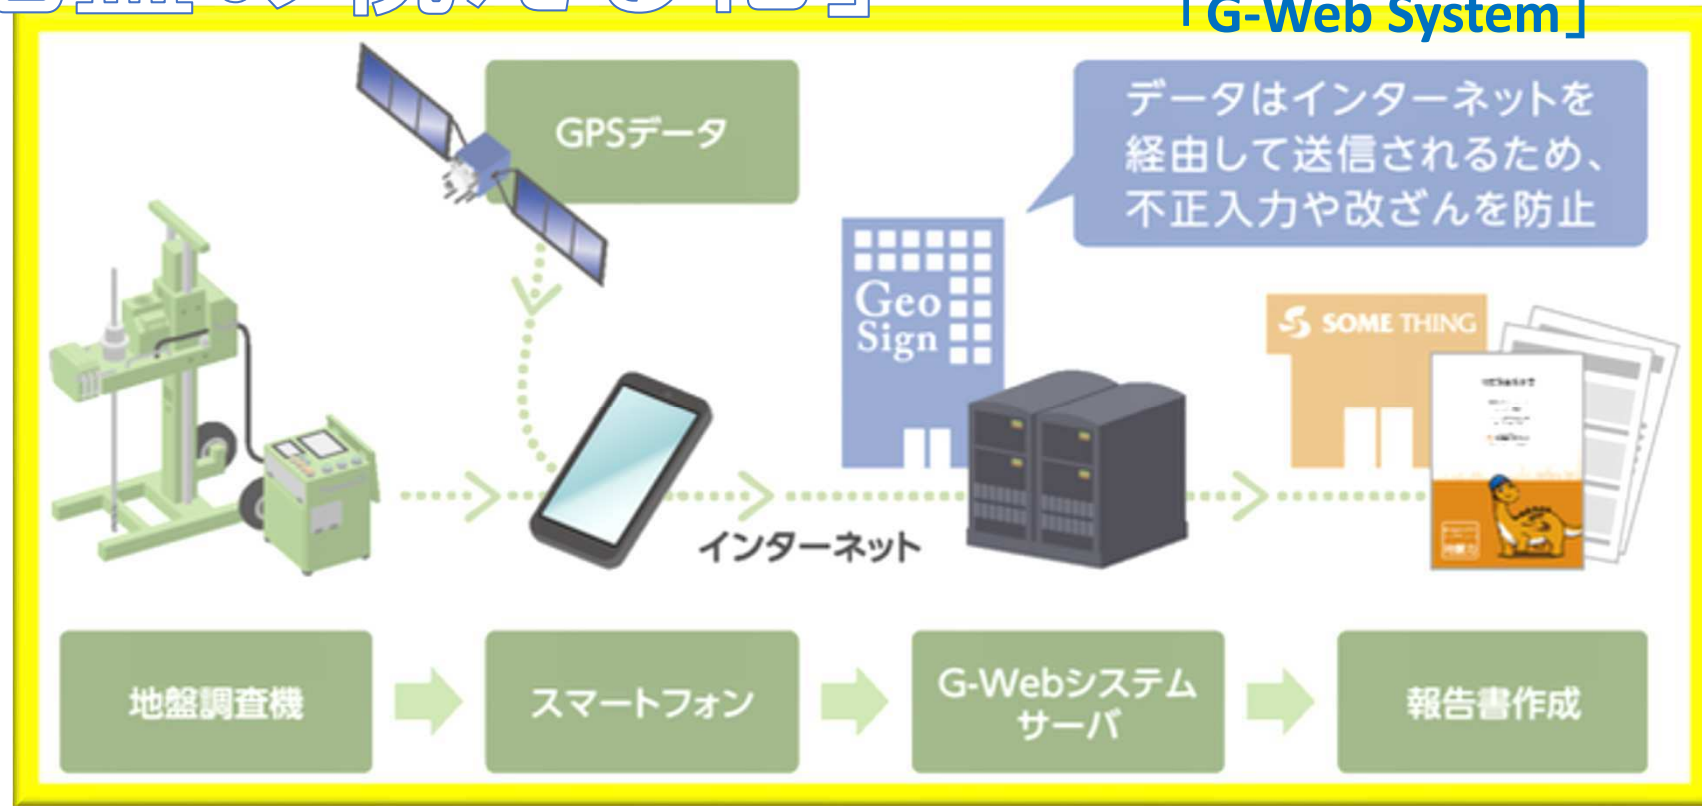 「G-Web System」
GPSデータ
データはインターネットを
経由して送信されるため、
不正入力や改ざんを防止
Geo
Sign
SOME THING
インターネット
地盤調査機
スマートフォン
G-Webシステム
サーバ
報告書作成